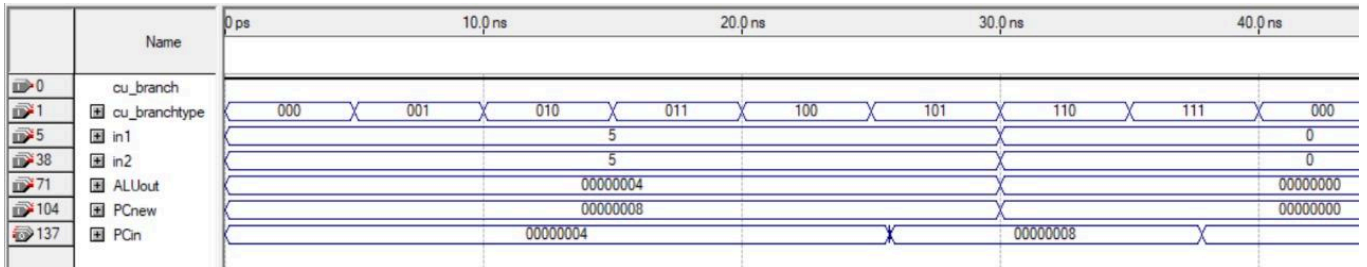 0 ps 10.0 ns 20.0 ns 30.0 ns 40.0 ns
Name
0 cu_branch
1 cu_branchtype 000 001 010 011 100 101 110 111 000
5 in1 5 0
38 in2 5 0
71 ALUout 00000004 00000000
104 PCnew 00000008 00000000
137 PCin 00000004 00000008